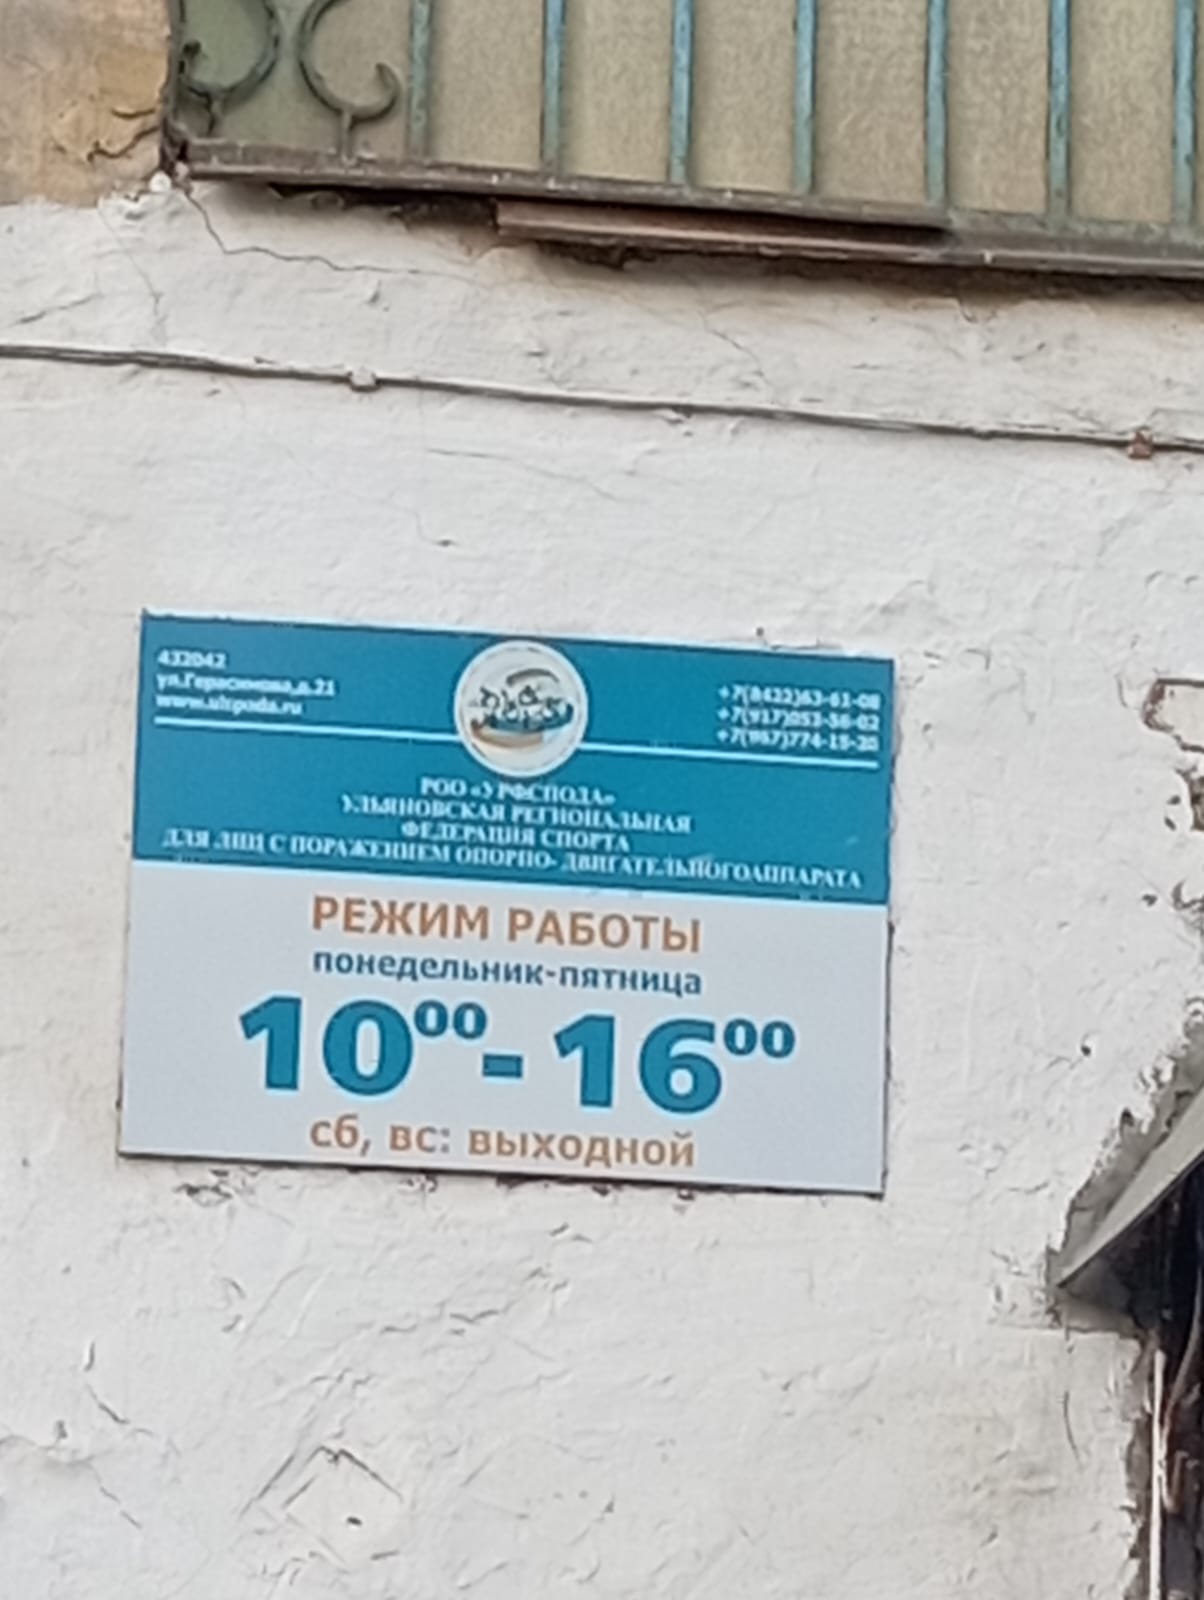 432042
ул.Герасимова,д.21
www.ulspoda.ru
+7(8422)63-61-08
+7(917)053-56-02
+7(967)774-15-20
РОО «УРФСПОДА»
УЛЬЯНОВСКАЯ РЕГИОНАЛЬНАЯ
ФЕДЕРАЦИЯ СПОРТА
ДЛЯ ЛИЦ С ПОРАЖЕНИЕМ ОПОРНО- ДВИГАТЕЛЬНОГОАППАРАТА
РЕЖИМ РАБОТЫ
понедельник-пятница
10⁰⁰-16⁰⁰
сб, вс: выходной